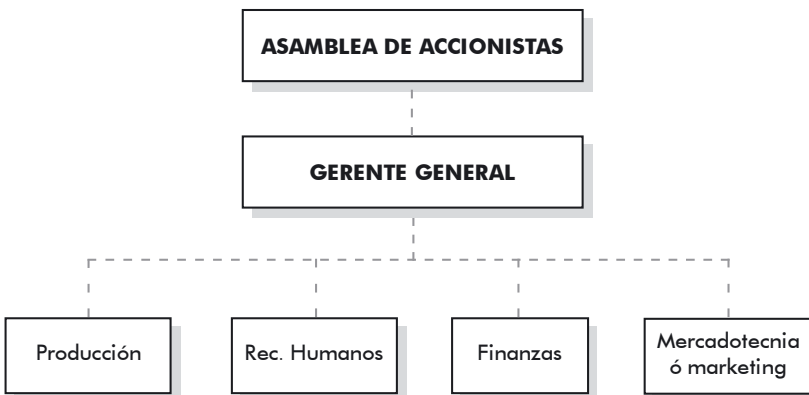 ASAMBLEA DE ACCIONISTAS
GERENTE GENERAL
Producción
Rec. Humanos
Finanzas
Mercadotecnia
ó marketing